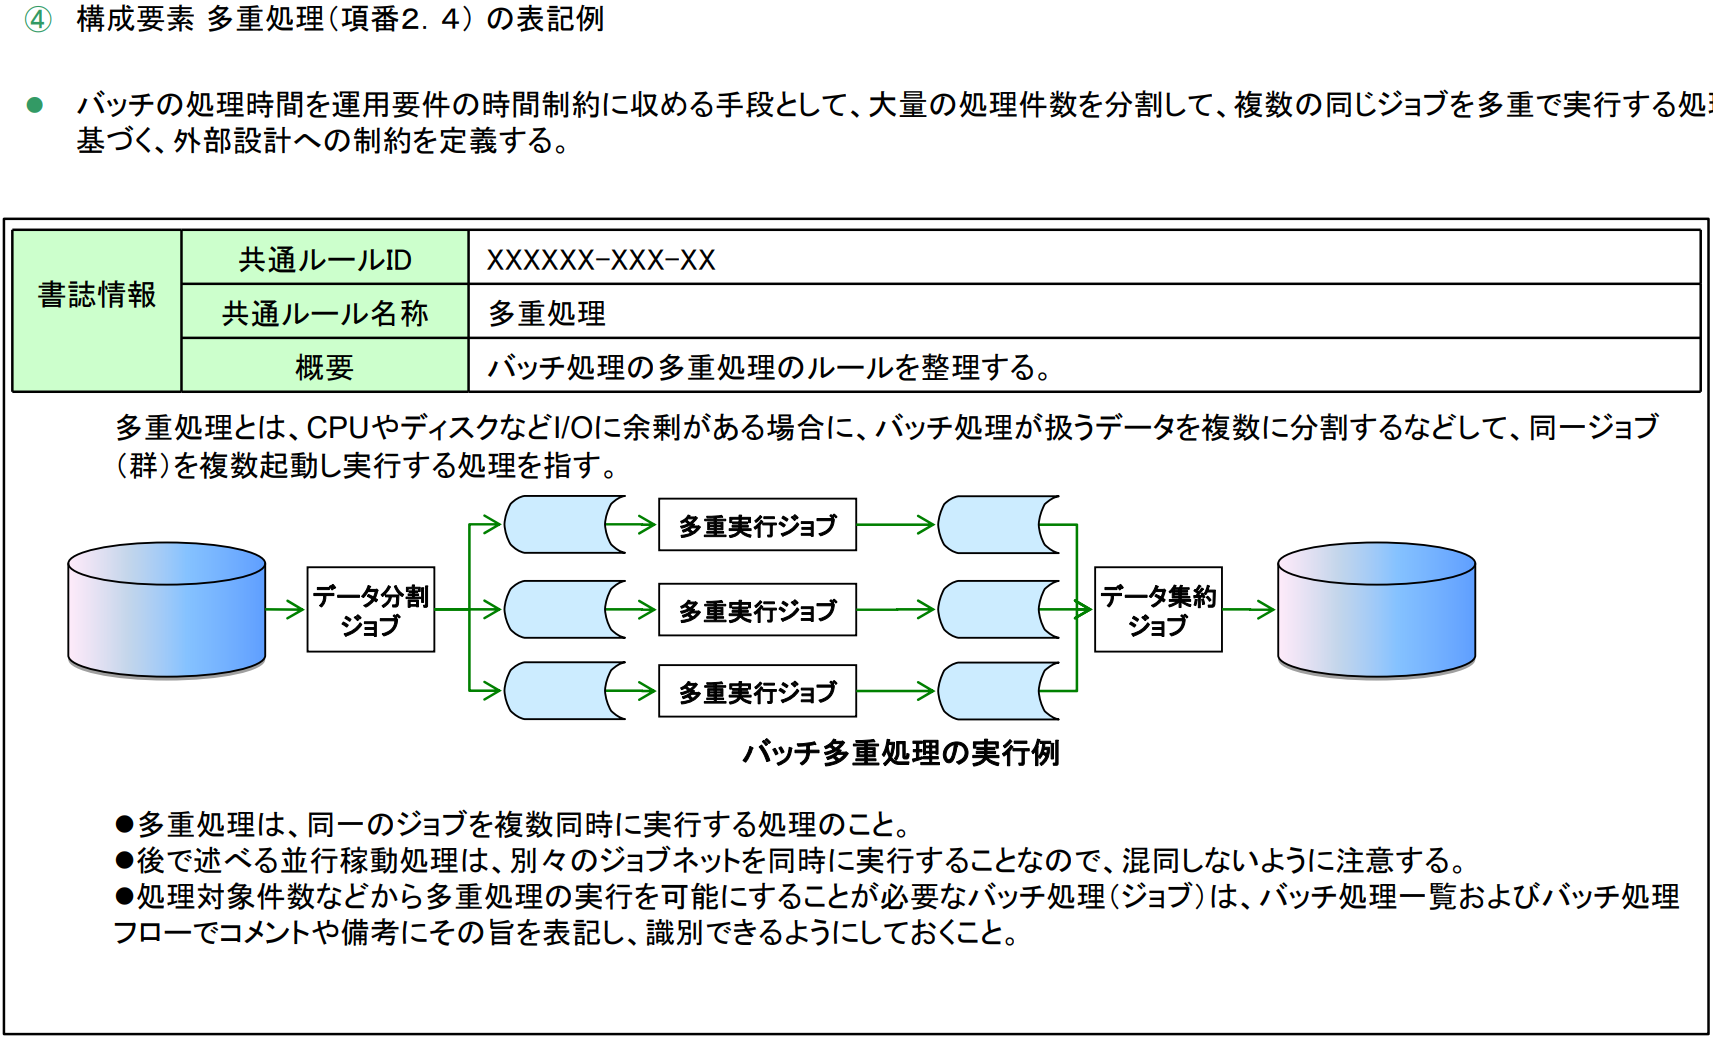 ④ 構成要素 多重処理（項番２．４）の表記例
● バッチの処理時間を運用要件の時間制約に収める手段として、大量の処理件数を分割して、複数の同じジョブを多重で実行する処
基づく、外部設計への制約を定義する。
書誌情報
共通ルールID
XXXXXX-XXX-XX
共通ルール名称
多重処理
概要
バッチ処理の多重処理のルールを整理する。
多重処理とは、CPUやディスクなどI/Oに余剰がある場合に、バッチ処理が扱うデータを複数に分割するなどして、同一ジョブ
（群）を複数起動し実行する処理を指す。
データ分割
ジョブ
多重実行ジョブ
多重実行ジョブ
多重実行ジョブ
データ集約
ジョブ
バッチ多重処理の実行例
●多重処理は、同一のジョブを複数同時に実行する処理のこと。
●後で述べる並行稼動処理は、別々のジョブネットを同時に実行することなので、混同しないように注意する。
●処理対象件数などから多重処理の実行を可能にすることが必要なバッチ処理（ジョブ）は、バッチ処理一覧およびバッチ処理
フローでコメントや備考にその旨を表記し、識別できるようにしておくこと。